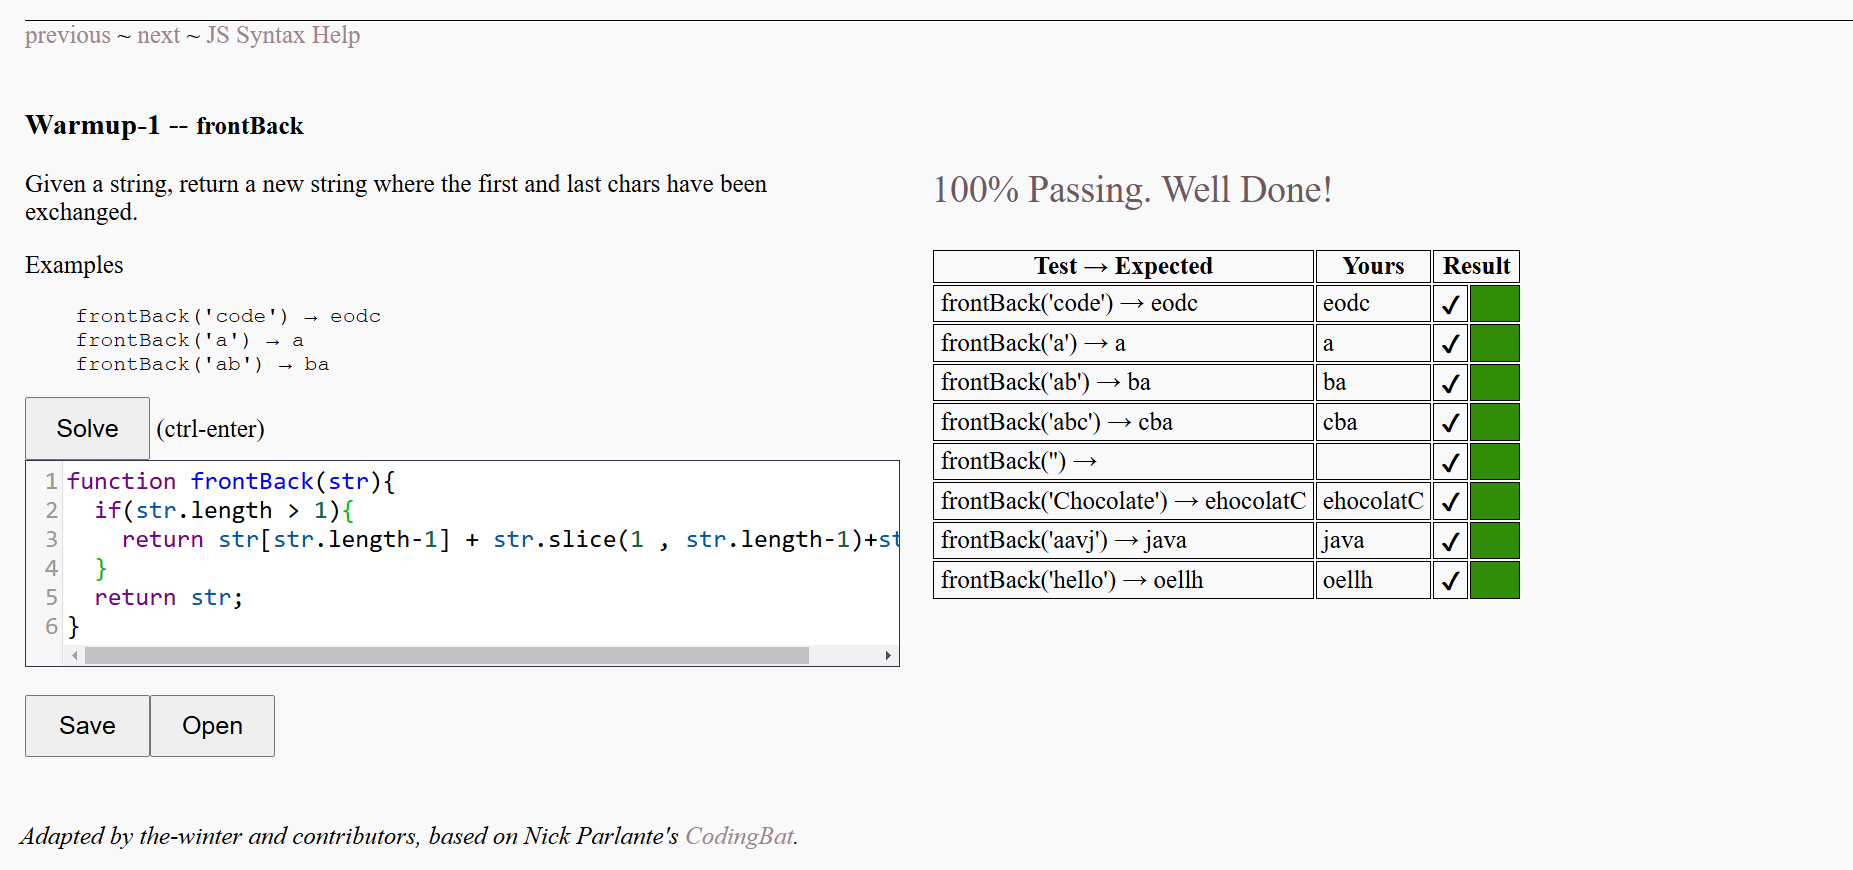 previous ~ next ~ JS Syntax Help
Warmup-1 -- frontBack
Given a string, return a new string where the first and last chars have been
exchanged.
Examples
frontBack('code') → eodc
frontBack('a') → a
frontBack('ab') → ba
Solve (ctrl-enter)
1 function frontBack(str){
2 if(str.length > 1){
3 return str[str.length-1] + str.slice(1 , str.length-1)+st
4 }
5 return str;
6 }
Save Open
100% Passing. Well Done!
Test → Expected Yours Result
frontBack('code') → eodc eodc ✓
frontBack('a') → a a ✓
frontBack('ab') → ba ba ✓
frontBack('abc') → cba cba ✓
frontBack('') → ✓
frontBack('Chocolate') → ehocolatC ehocolatC ✓
frontBack('aavj') → java java ✓
frontBack('hello') → oellh oellh ✓
Adapted by the-winter and contributors, based on Nick Parlante's CodingBat.